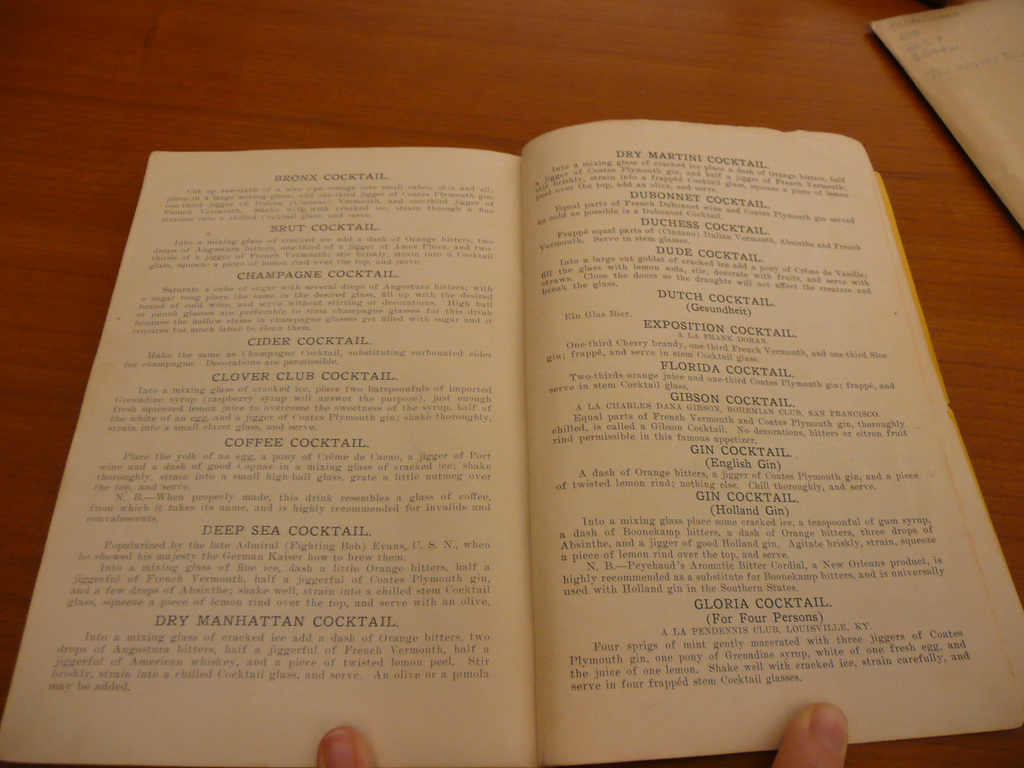 BRONX COCKTAIL.
Cut up one-sixth of a nice ripe orange into small cubes, skin and all;
place in a large mixing glass; add one-third jigger of Coates Plymouth gin,
one-third jigger of Italian (Cinzano) Vermouth, and one-third jigger of
French Vermouth. Shake well with cracked ice, strain through a fine
strainer into a chilled cocktail glass, and serve.
BRUT COCKTAIL.
Into a mixing glass of cracked ice add a dash of Orange bitters, two
drops of Angostura bitters, one-third of a jigger of Amer Picon, and two-
thirds of a jigger of French Vermouth; stir briskly, strain into a Cocktail
glass, squeeze a piece of lemon rind over the top, and serve.
CHAMPAGNE COCKTAIL.
Saturate a cube of sugar with several drops of Angostura bitters; with
a sugar tong place the same in the desired glass, fill up with the desired
brand of cold wine, and serve without stirring or decorations. High ball
or punch glasses are preferable to stem champagne glasses for this drink
because the hollow stems in champagne glasses get filled with sugar and it
requires too much labor to clean them.
CIDER COCKTAIL.
Make the same as Champagne Cocktail, substituting carbonated cider
for champagne. Decorations are permissable.
CLOVER CLUB COCKTAIL.
Into a mixing glass of cracked ice, place two barspoonfuls of imported
Grenadine syrup (raspberry syrup will answer the purpose), just enough
fresh squeezed lemon juice to overcome the sweetness of the syrup, half of
the white of an egg, and a jigger of Coates Plymouth gin; shake thoroughly,
strain into a small claret glass, and serve.
COFFEE COCKTAIL.
Place the yolk of an egg, a pony of Crême de Cacao, a jigger of Port
wine and a dash of good Cognac in a mixing glass of cracked ice; shake
thoroughly, strain into a small high-ball glass, grate a little nutmeg over
the top, and serve.
N. B.—When properly made, this drink resembles a glass of coffee,
from which it takes its name, and is highly recommended for invalids and
convalescents.
DEEP SEA COCKTAIL.
Popularized by the late Admiral (Fighting Bob) Evans, U. S. N., when
he showed his majesty the German Kaiser how to brew them.
Into a mixing glass of fine ice, dash a little Orange bitters, half a
jiggerful of French Vermouth, half a jiggerful of Coates Plymouth gin,
and a few drops of Absinthe; shake well, strain into a chilled stem Cocktail
glass, squeeze a piece of lemon rind over the top, and serve with an olive.
DRY MANHATTAN COCKTAIL.
Into a mixing glass of cracked ice add a dash of Orange bitters, two
drops of Angostura bitters, half a jiggerful of French Vermouth, half a
jiggerful of American whiskey, and a piece of twisted lemon peel. Stir
briskly, strain into a chilled Cocktail glass, and serve. An olive or a pimola
may be added.
DRY MARTINI COCKTAIL.
Into a mixing glass of cracked ice place a dash of Orange bitters, half
a jigger of Coates Plymouth gin, and half a jigger of French Vermouth;
stir briskly, strain into a frapped Cocktail glass, squeeze a piece of lemon
peel over the top, add an olive, and serve.
DUBONNET COCKTAIL.
Equal parts of French Dubonnet wine and Coates Plymouth gin served
as cold as possible is a Dubonnet Cocktail.
DUCHESS COCKTAIL.
Frappé equal parts of (Cinzano) Italian Vermouth, Absinthe and French
Vermouth. Serve in stem glasses.
DUDE COCKTAIL.
Into a large cut goblet of cracked ice add a pony of Crême de Vanille;
fill the glass with lemon soda, stir, decorate with fruits, and serve with
straws. Close the doors so the draughts will not affect the creature and
break the glass.
DUTCH COCKTAIL.
(Gesundheit)
Ein Glas Bier.
EXPOSITION COCKTAIL.
A LA FRANK DORAN.
One-third Cherry brandy, one-third French Vermouth, and one-third Sloe
gin; frappé, and serve in stem Cocktail glass.
FLORIDA COCKTAIL.
Two-thirds orange juice and one-third Coates Plymouth gin; frappé, and
serve in stem Cocktail glass.
GIBSON COCKTAIL.
A LA CHARLES DANA GIBSON, BOHEMIAN CLUB, SAN FRANCISCO.
Equal parts of French Vermouth and Coates Plymouth gin, thoroughly
chilled, is called a Gibson Cocktail. No decorations, bitters or citron fruit
rind permissible in this famous appetizer.
GIN COCKTAIL.
(English Gin)
A dash of Orange bitters, a jigger of Coates Plymouth gin, and a piece
of twisted lemon rind; nothing else. Chill thoroughly, and serve.
GIN COCKTAIL.
(Holland Gin)
Into a mixing glass place some cracked ice, a teaspoonful of gum syrup,
a dash of Boonekamp bitters, a dash of Orange bitters, three drops of
Absinthe, and a jigger of good Holland gin. Agitate briskly, strain, squeeze
a piece of lemon rind over the top, and serve.
N. B.—Peychaud's Aromatic Bitter Cordial, a New Orleans product, is
highly recommended as a substitute for Boonekamp bitters, and is universally
used with Holland gin in the Southern States.
GLORIA COCKTAIL.
(For Four Persons)
A LA PENDENNIS CLUB, LOUISVILLE, KY.
Four sprigs of mint gently macerated with three jiggers of Coates
Plymouth gin, one pony of Grenadine syrup, white of one fresh egg, and
the juice of one lemon. Shake well with cracked ice, strain carefully, and
serve in four frappéd stem Cocktail glasses.